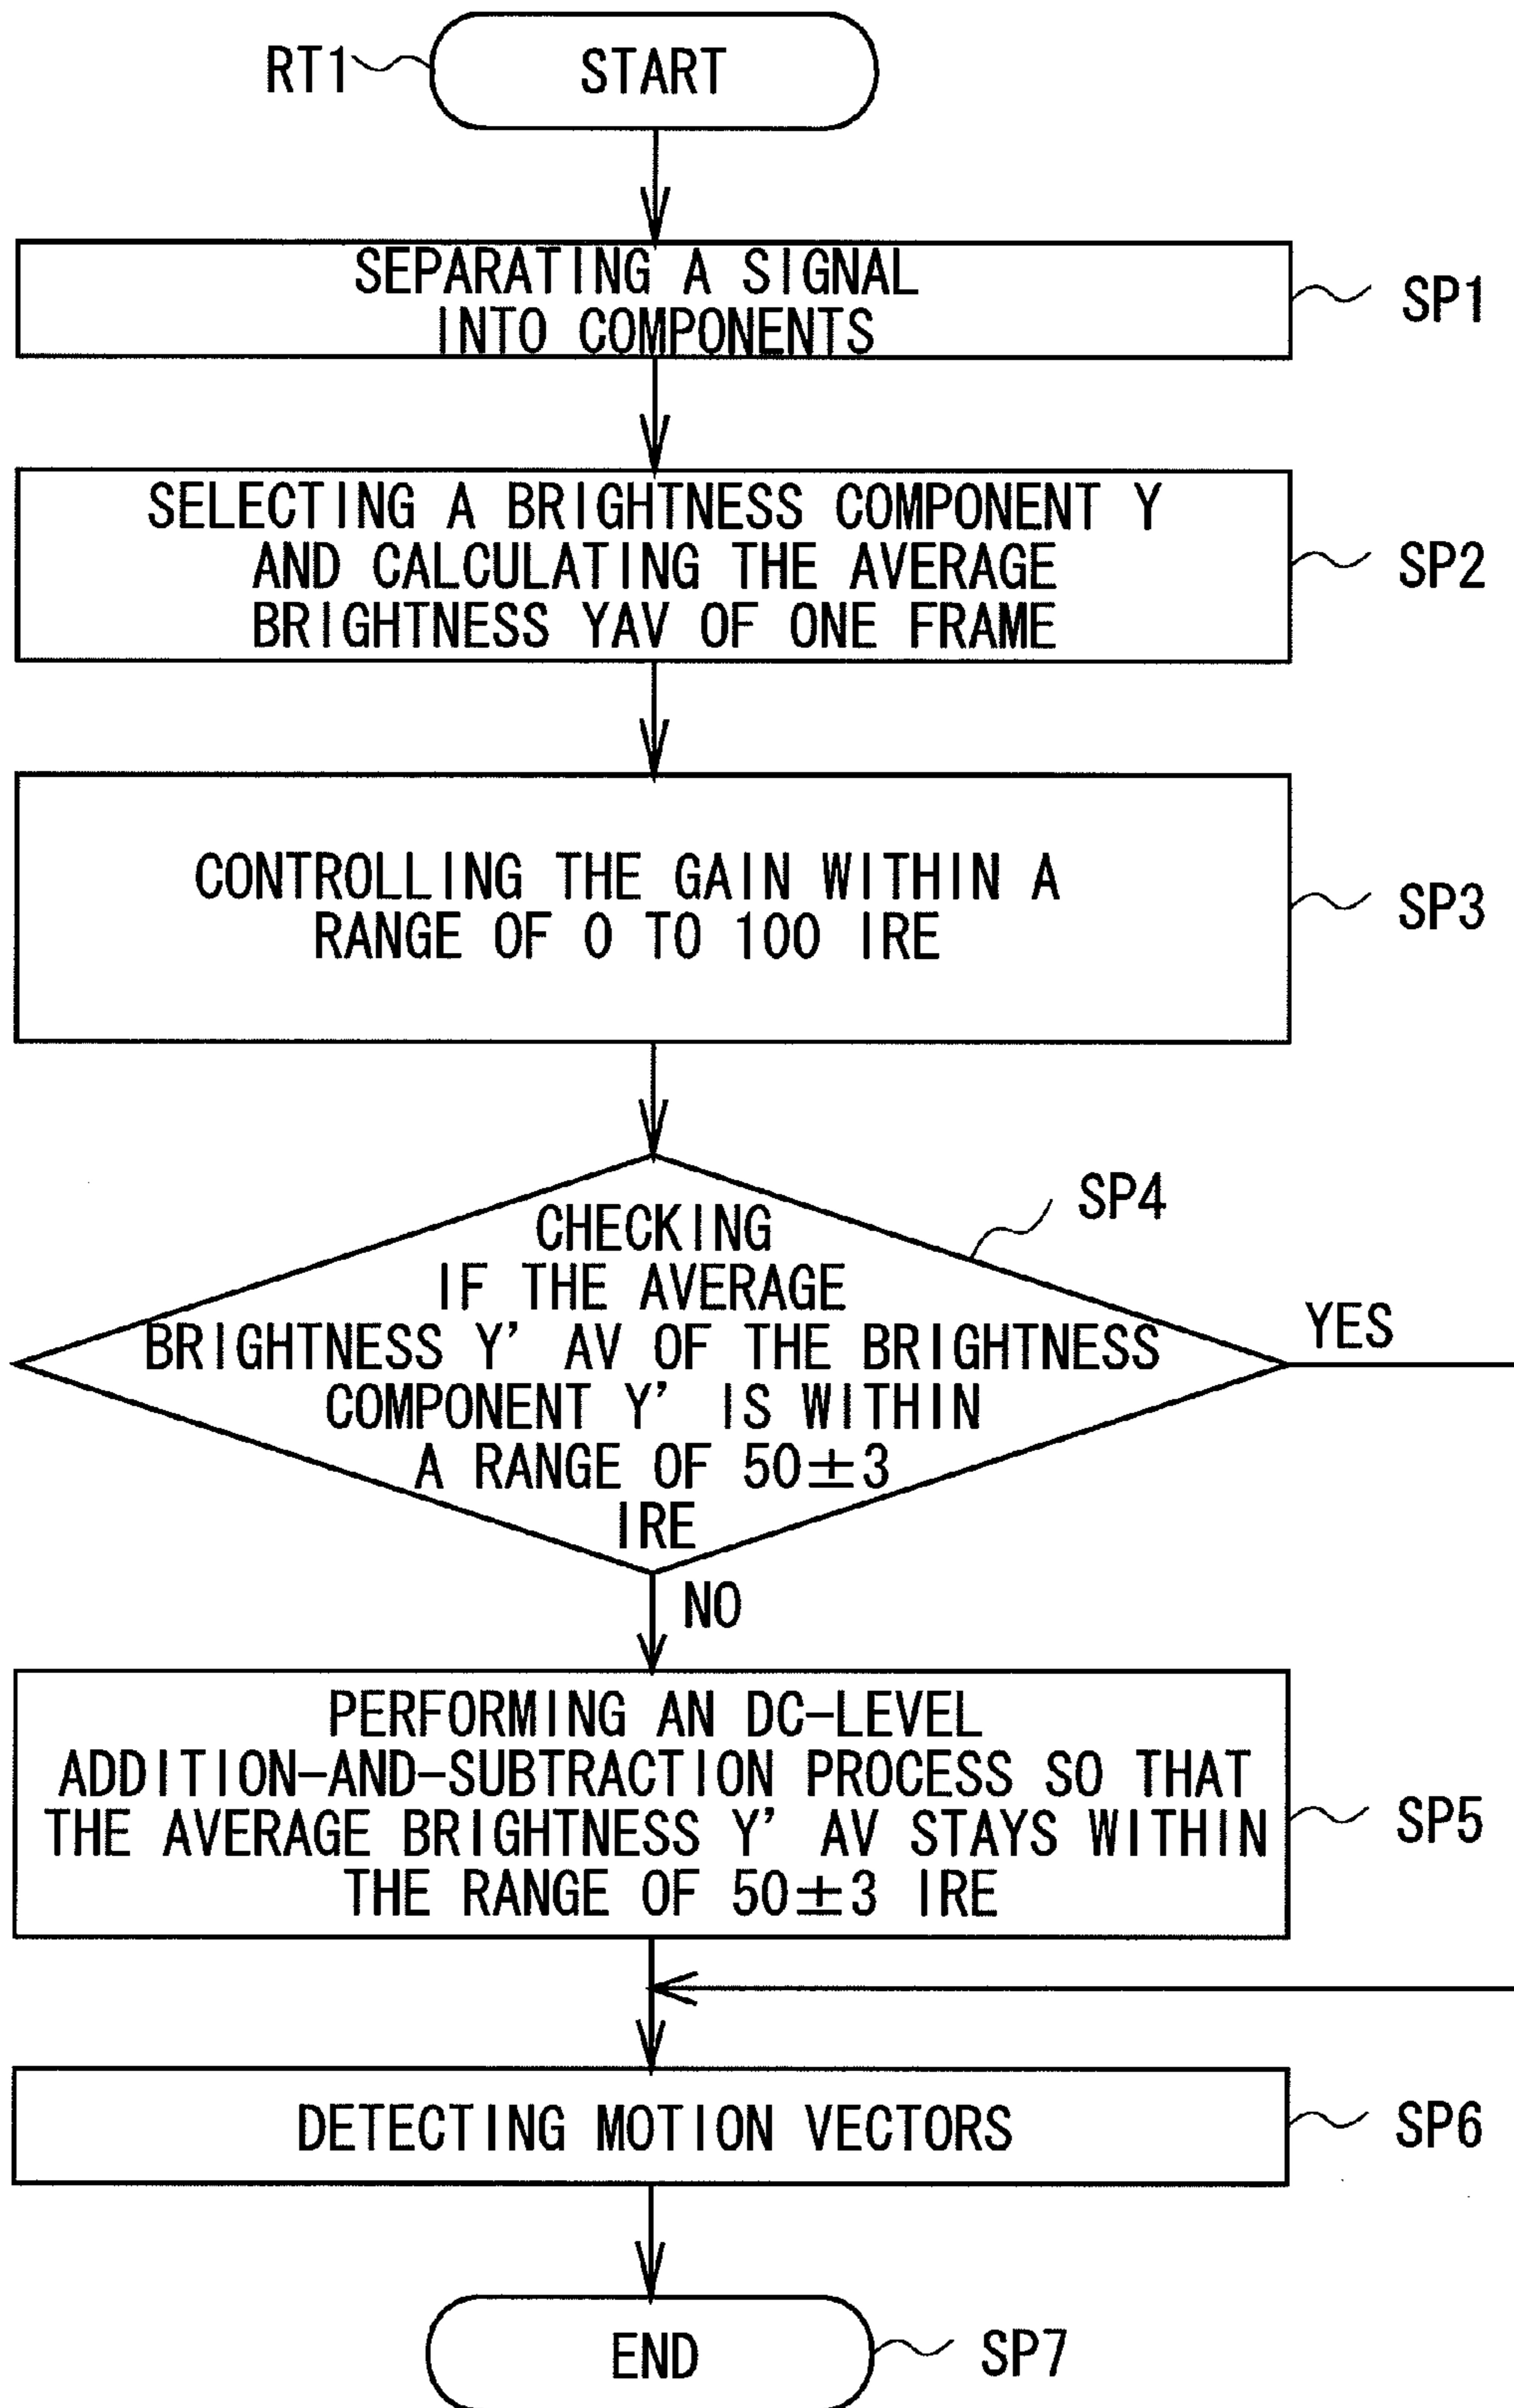 RT1
START
SEPARATING A SIGNAL
INTO COMPONENTS
SP1
SELECTING A BRIGHTNESS COMPONENT Y
AND CALCULATING THE AVERAGE
BRIGHTNESS YAV OF ONE FRAME
SP2
CONTROLLING THE GAIN WITHIN A
RANGE OF 0 TO 100 IRE
SP3
SP4
CHECKING
IF THE AVERAGE
BRIGHTNESS Y' AV OF THE BRIGHTNESS
COMPONENT Y' IS WITHIN
A RANGE OF 50±3
IRE
YES
NO
PERFORMING AN DC-LEVEL
ADDITION-AND-SUBTRACTION PROCESS SO THAT
THE AVERAGE BRIGHTNESS Y' AV STAYS WITHIN
THE RANGE OF 50±3 IRE
SP5
DETECTING MOTION VECTORS
SP6
END
SP7